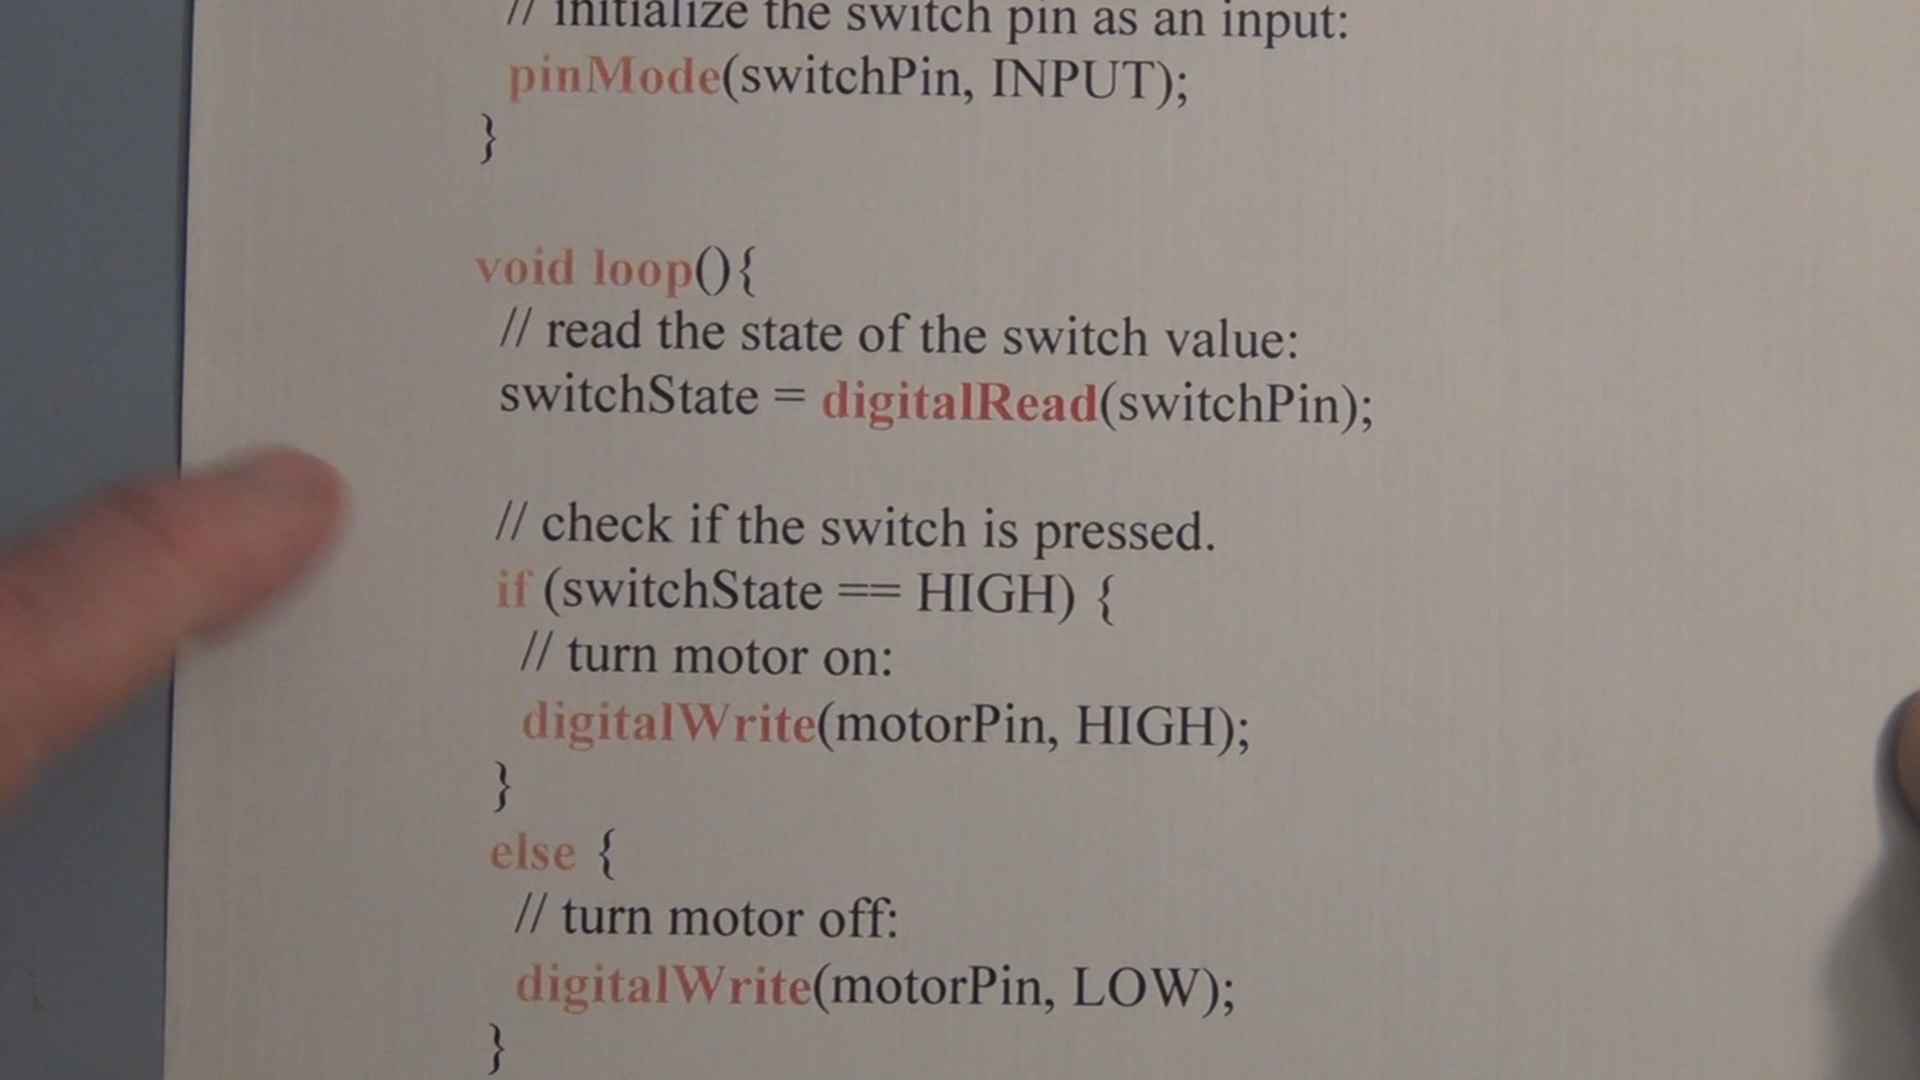 // initialize the switch pin as an input:
pinMode(switchPin, INPUT);
}
void loop(){
// read the state of the switch value:
switchState = digitalRead(switchPin);
// check if the switch is pressed.
if (switchState == HIGH) {
// turn motor on:
digitalWrite(motorPin, HIGH);
}
else {
// turn motor off:
digitalWrite(motorPin, LOW);
}